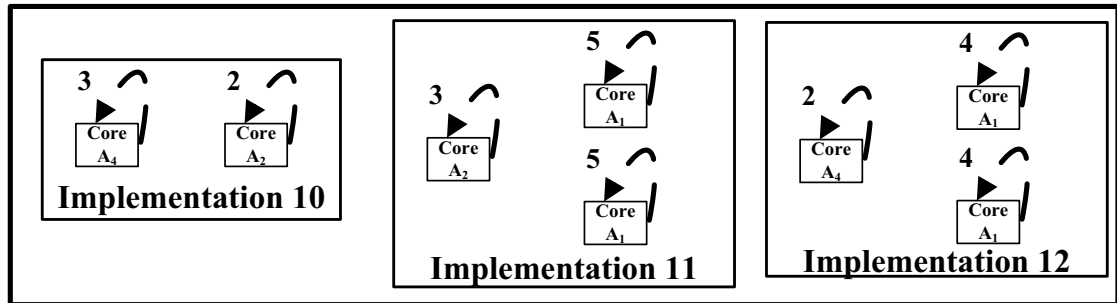 3 2
Core Core
A₄ A₂
Implementation 10
5
Core
A₁
3
Core
A₂
5
Core
A₁
Implementation 11
4
Core
A₁
2
Core
A₄
4
Core
A₁
Implementation 12